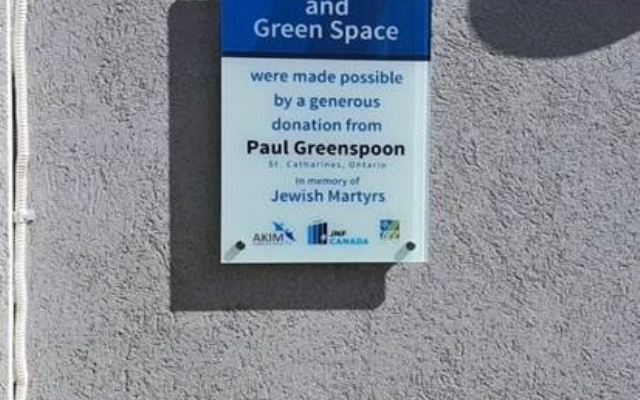 and
Green Space
were made possible
by a generous
donation from
Paul Greenspoon
St. Catharines, Ontario
In memory of
Jewish Martyrs
AKIM
JNF
CANADA